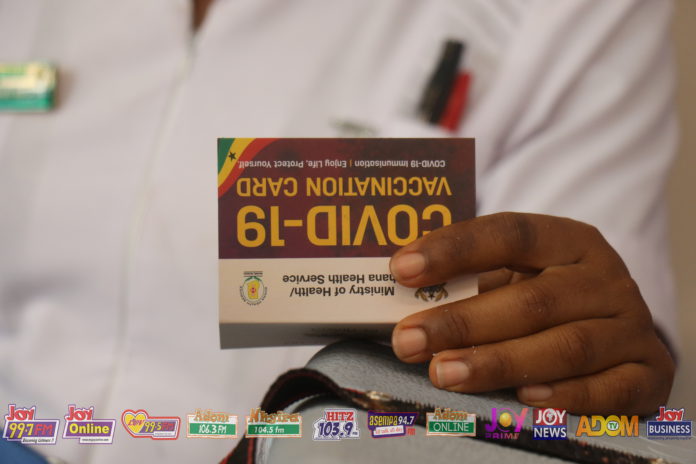 Ministry of Health/
hana Health Service
COVID-19
VACCINATION CARD
COVID-19 Immunisation | Enjoy Life, Protect Yourself.
JOY
99.7 FM
JOY
Online
99.5
Adom
106.3 FM
Nhyira
104.5 fm
HITZ
103.9 FM
asempa
94.7 FM
Adom
ONLINE
JOY
PRIME
JOY
NEWS
ADOM TV
JOY
BUSINESS